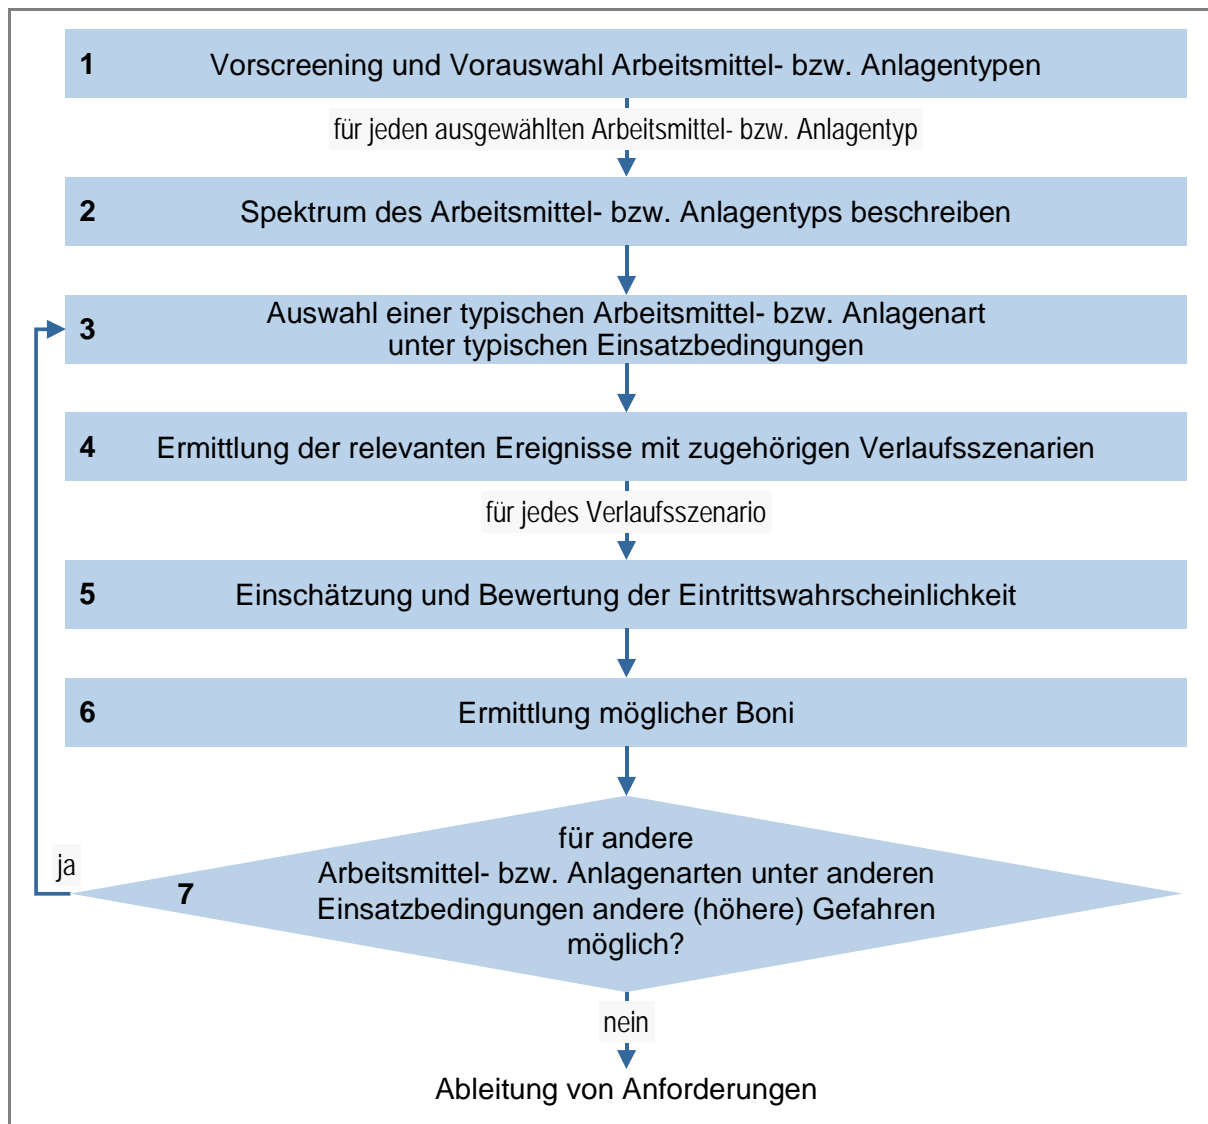 1 Vorscreening und Vorauswahl Arbeitsmittel- bzw. Anlagentypen
für jeden ausgewählten Arbeitsmittel- bzw. Anlagentyp
2 Spektrum des Arbeitsmittel- bzw. Anlagentyps beschreiben
3 Auswahl einer typischen Arbeitsmittel- bzw. Anlagenart
unter typischen Einsatzbedingungen
4 Ermittlung der relevanten Ereignisse mit zugehörigen Verlaufsszenarien
für jedes Verlaufsszenario
5 Einschätzung und Bewertung der Eintrittswahrscheinlichkeit
6 Ermittlung möglicher Boni
ja
7
für andere
Arbeitsmittel- bzw. Anlagenarten unter anderen
Einsatzbedingungen andere (höhere) Gefahren
möglich?
nein
Ableitung von Anforderungen